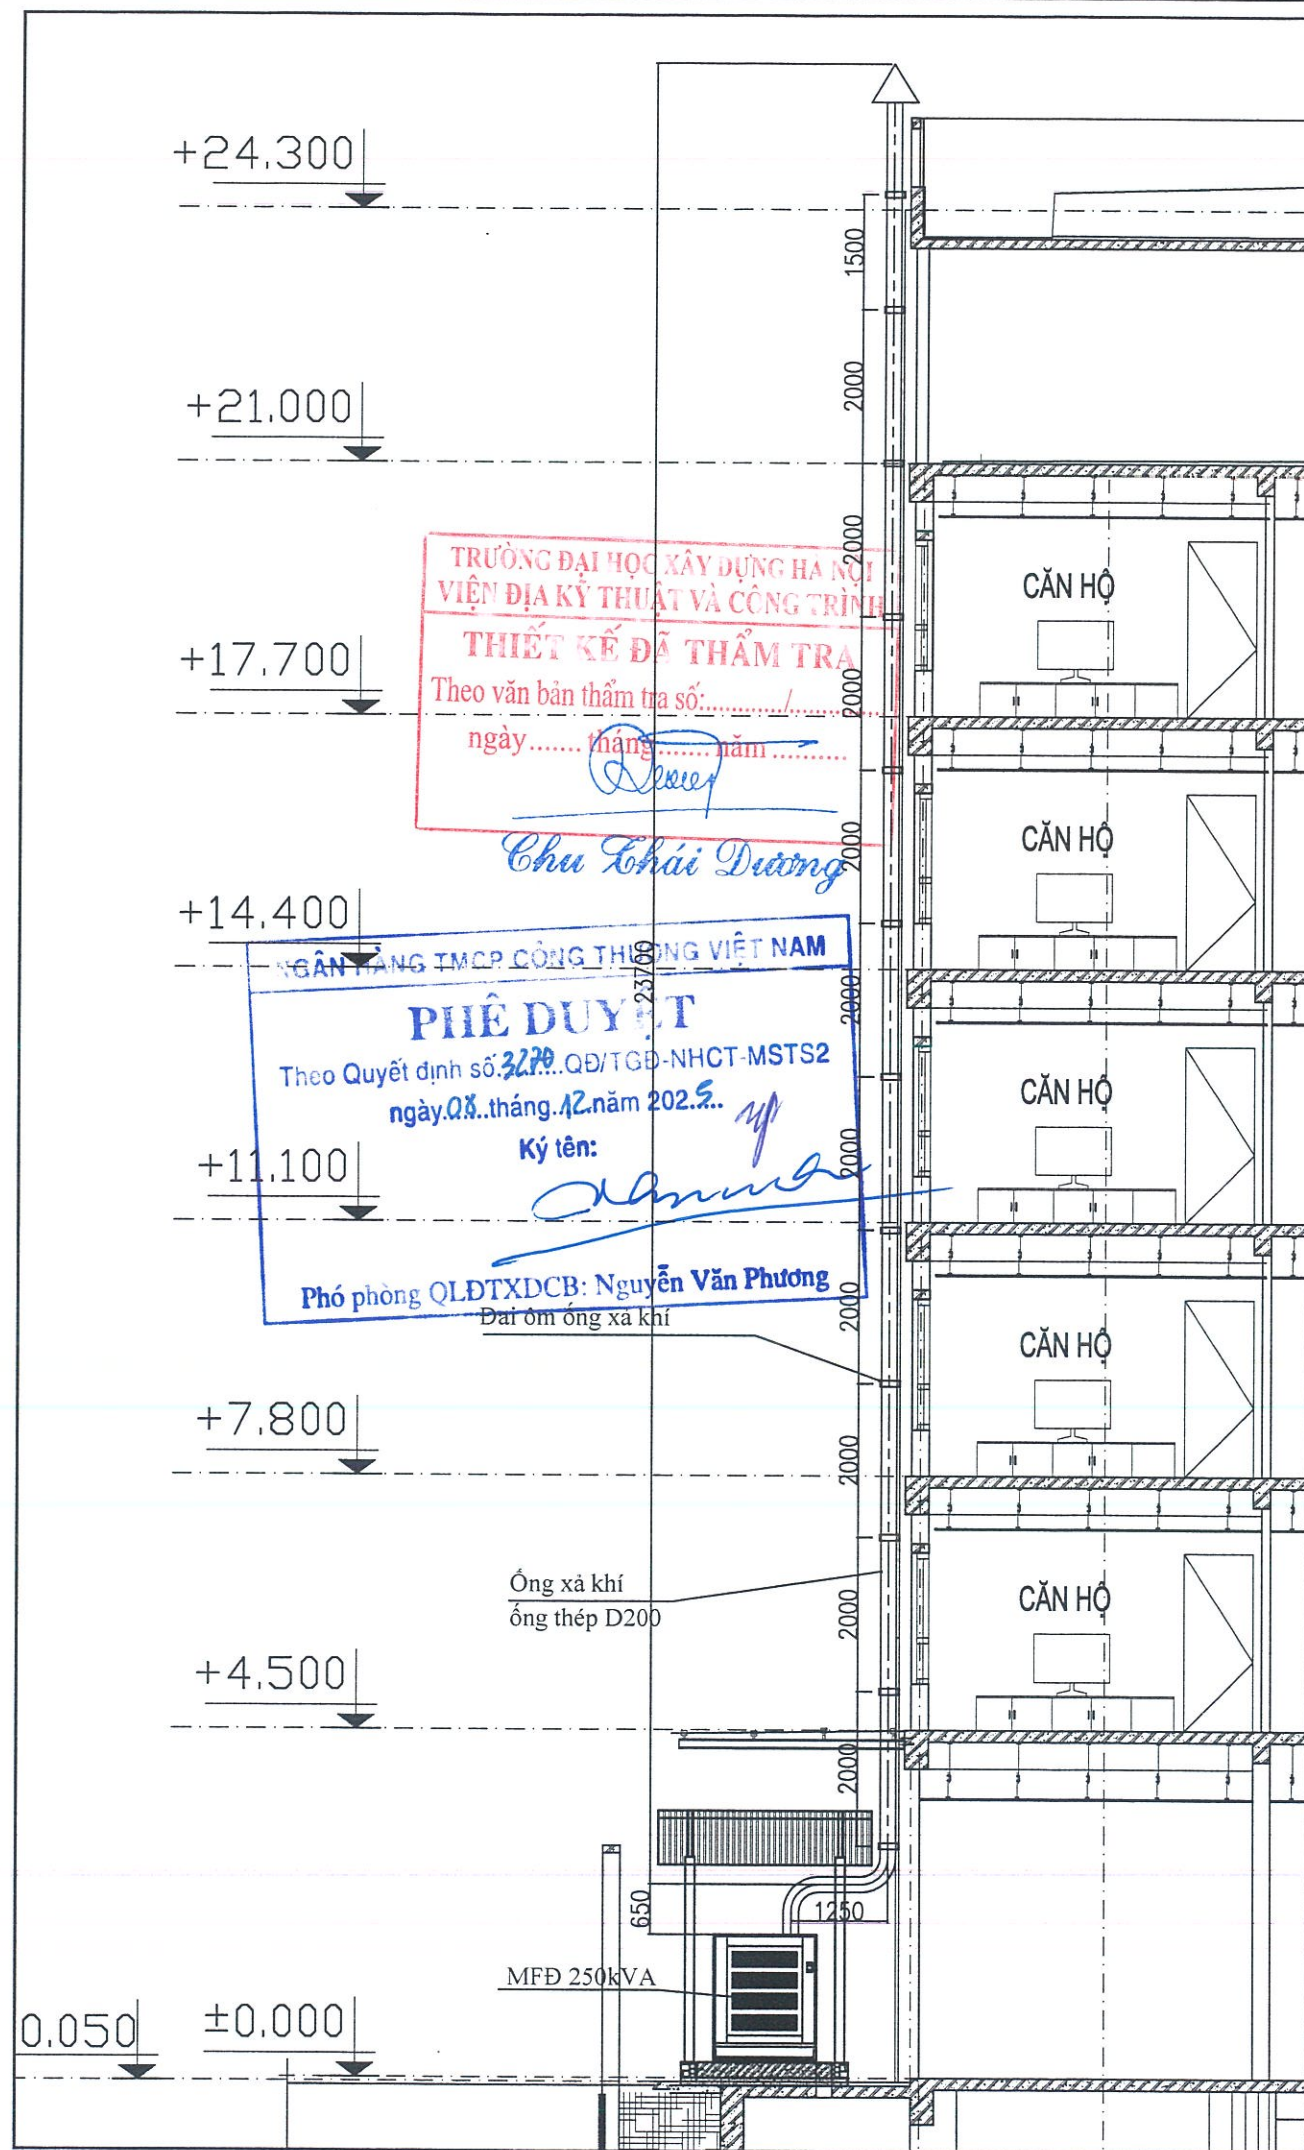 +24.300
1500
2000
+21.000
2000
TRƯỜNG ĐẠI HỌC XÂY DỰNG HÀ NỘI
VIỆN ĐỊA KỸ THUẬT VÀ CÔNG TRÌNH
THIẾT KẾ ĐÃ THẨM TRA
Theo văn bản thẩm tra số:............/............
ngày....... tháng........ năm ..........
Chu Thái Dương
CĂN HỘ
+17.700
2000
CĂN HỘ
2000
+14.400
23700
NGÂN HÀNG TMCP CÔNG THƯƠNG VIỆT NAM
PHÊ DUYỆT
Theo Quyết định số.3270...QĐ/TGĐ-NHCT-MSTS2
ngày.08..tháng..12.năm 202.5..
Ký tên:
Phó phòng QLĐTXDCB: Nguyễn Văn Phương
2000
CĂN HỘ
+11.100
2000
2000
Đai ôm ống xả khí
CĂN HỘ
+7.800
2000
Ống xả khí
ống thép D200
2000
CĂN HỘ
+4.500
2000
650
1250
MFĐ 250kVA
0.050
±0.000